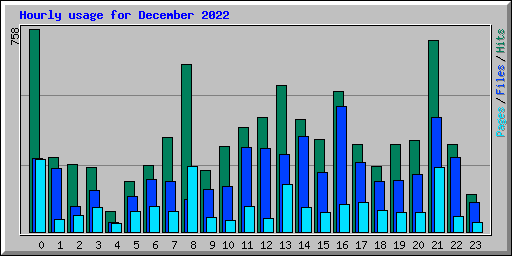 Hourly usage for December 2022
758
Pages/Files/Hits
0 1 2 3 4 5 6 7 8 9 10 11 12 13 14 15 16 17 18 19 20 21 22 23